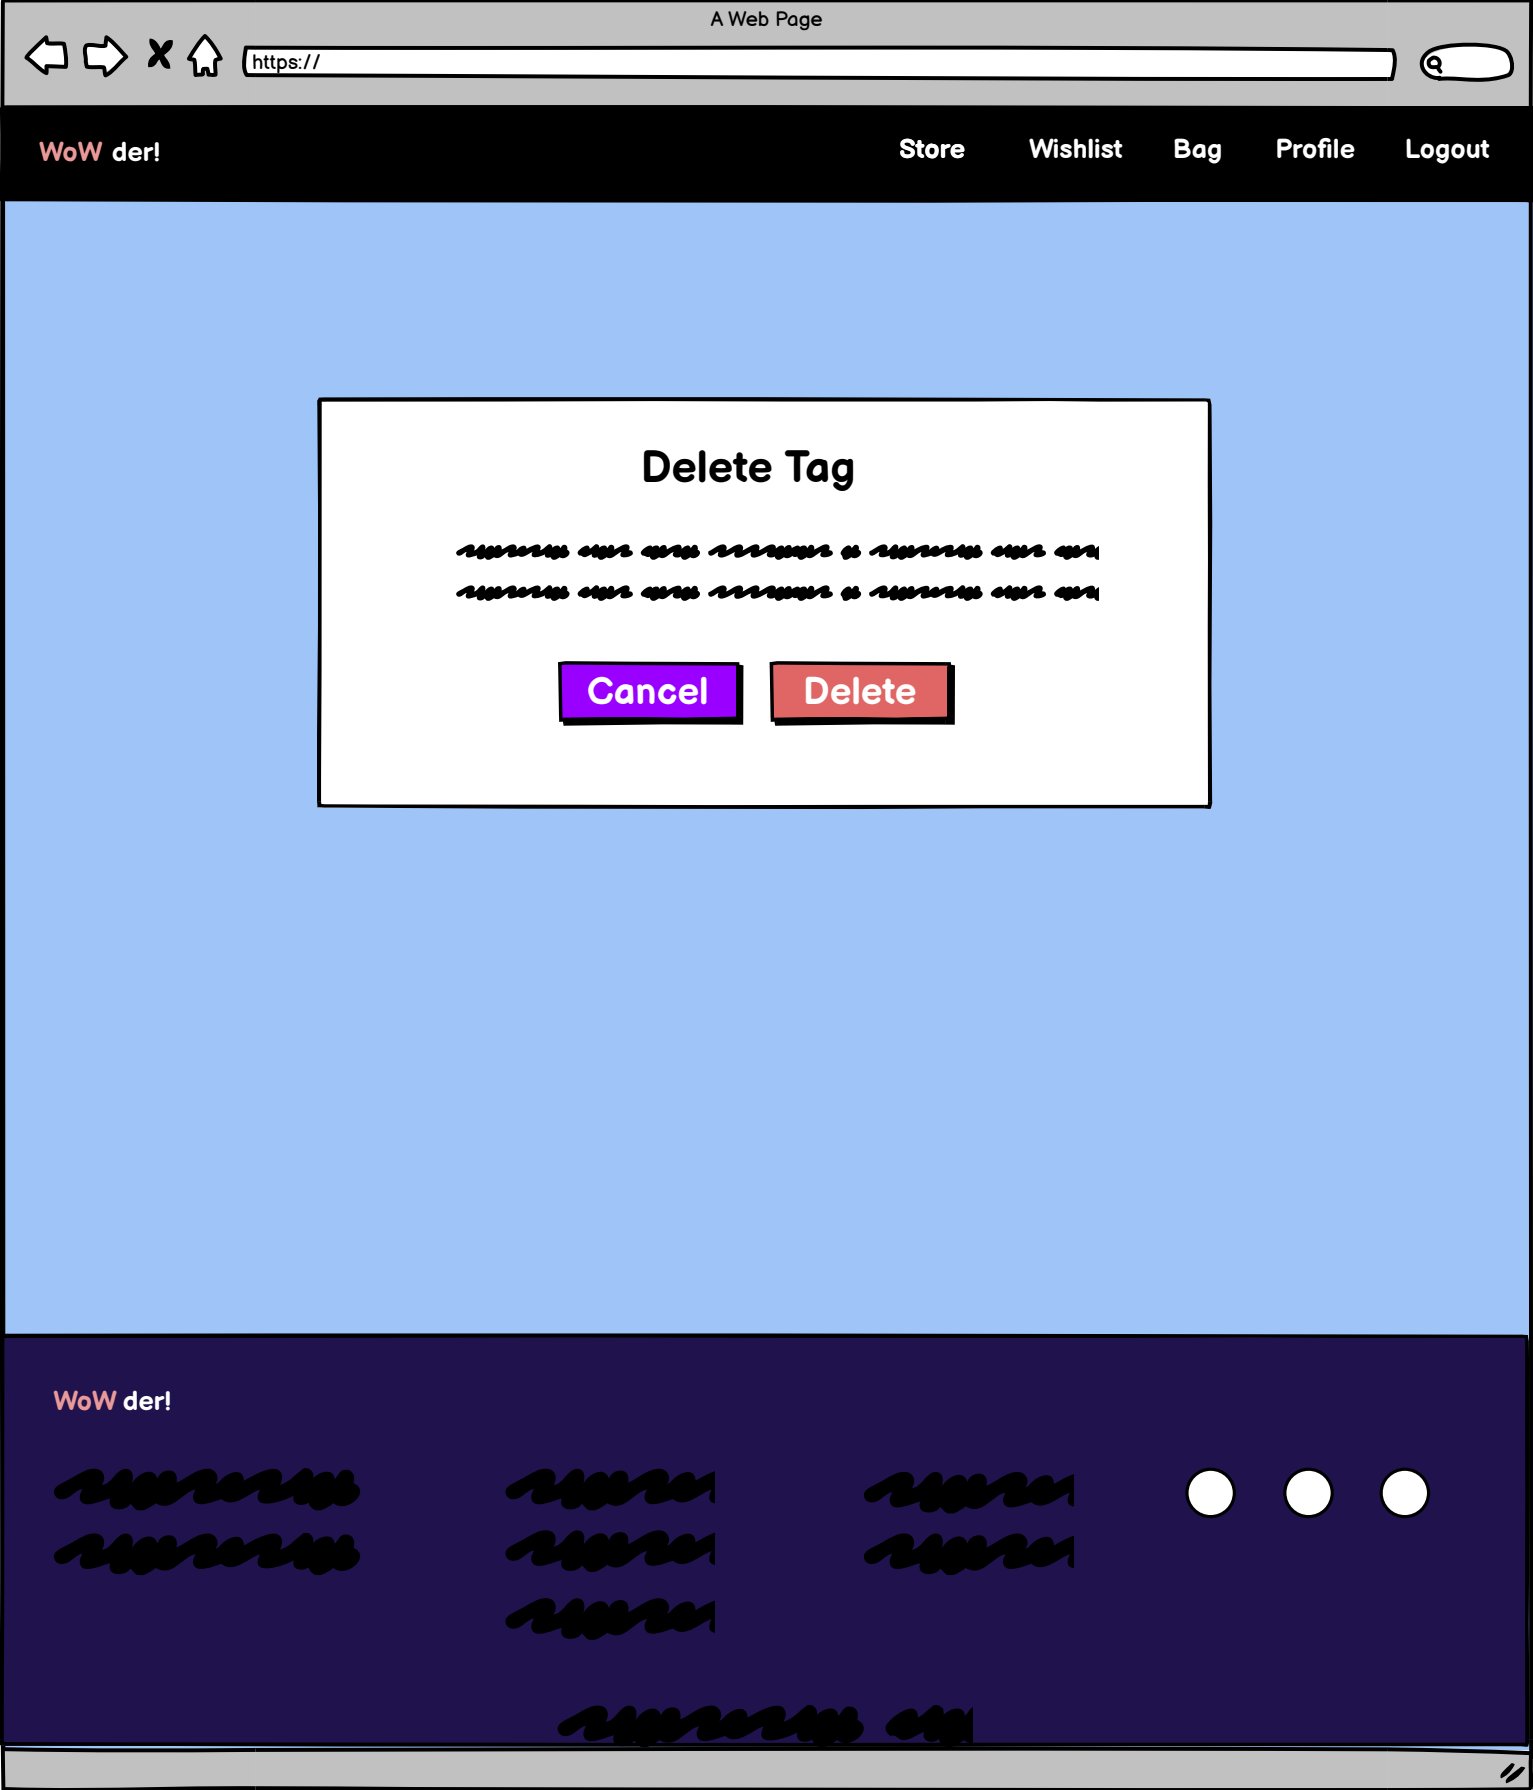 A Web Page
https://
WoW der!
Store Wishlist Bag Profile Logout
Delete Tag
Cancel Delete
WoW der!